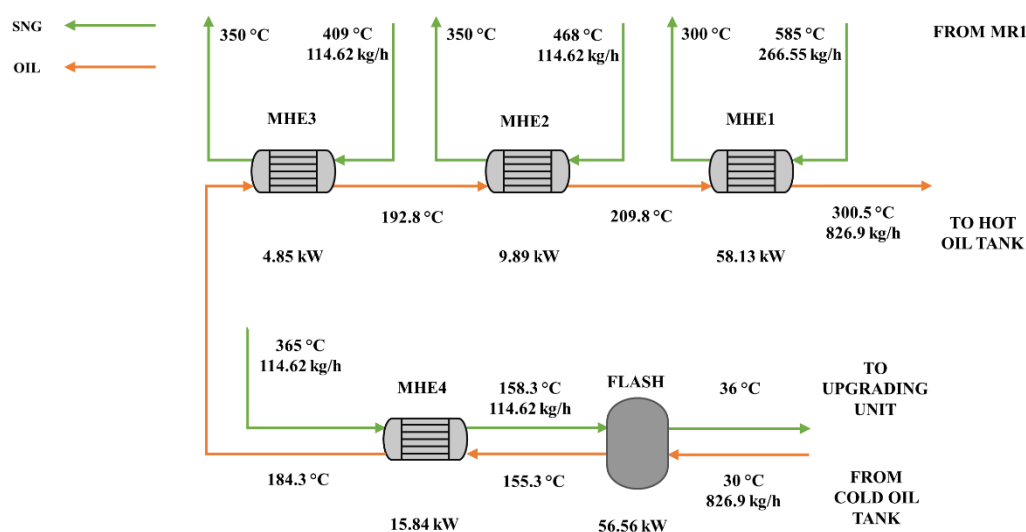 SNG
OIL
350 °C
409 °C
114.62 kg/h
350 °C
468 °C
114.62 kg/h
300 °C
585 °C
266.55 kg/h
FROM MR1
MHE3
MHE2
MHE1
192.8 °C
209.8 °C
300.5 °C
826.9 kg/h
TO HOT
OIL TANK
4.85 kW
9.89 kW
58.13 kW
365 °C
114.62 kg/h
MHE4
158.3 °C
114.62 kg/h
FLASH
36 °C
TO
UPGRADING
UNIT
184.3 °C
155.3 °C
30 °C
826.9 kg/h
FROM
COLD OIL
TANK
15.84 kW
56.56 kW